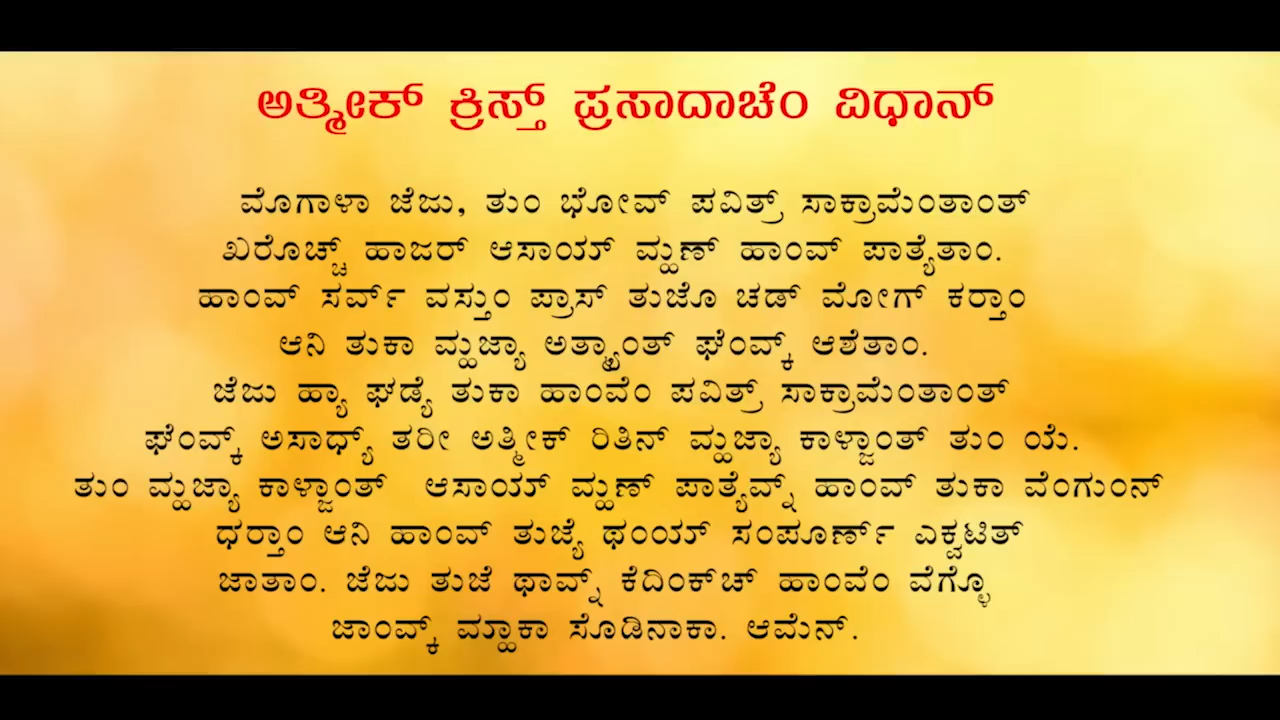 ಅತ್ಮೀಕ್ ಕ್ರಿಸ್ತ್ ಪ್ರಸಾದಾಚೆಂ ವಿಧಾನ್
ಮೊಗಾಳಾ ಜೆಜು, ತುಂ ಭೋವ್ ಪವಿತ್ರ್ ಸಾಕ್ರಾಮೆಂತಾಂತ್
ಖರೊಚ್ಚ್ ಹಾಜರ್ ಆಸಾಯ್ ಮ್ಹಣ್ ಹಾಂವ್ ಪಾತ್ಯೆತಾಂ.
ಹಾಂವ್ ಸರ್ವ್ ವಸ್ತುಂ ಪ್ರಾಸ್ ತುಜೊ ಚಡ್ ಮೋಗ್ ಕರ‍್ತಾಂ
ಆನಿ ತುಕಾ ಮ್ಹಜ್ಯಾ ಅತ್ಮ್ಯಾಂತ್ ಘೆಂವ್ಕ್ ಆಶೆತಾಂ.
ಜೆಜು ಹ್ಯಾ ಘಡ್ಯೆ ತುಕಾ ಹಾಂವೆಂ ಪವಿತ್ರ್ ಸಾಕ್ರಾಮೆಂತಾಂತ್
ಘೆಂವ್ಕ್ ಅಸಾಧ್ಯ್ ತರೀ ಅತ್ಮೀಕ್ ರಿತಿನ್ ಮ್ಹಜ್ಯಾ ಕಾಳ್ಜಾಂತ್ ತುಂ ಯೆ.
ತುಂ ಮ್ಹಜ್ಯಾ ಕಾಳ್ಜಾಂತ್ ಆಸಾಯ್ ಮ್ಹಣ್ ಪಾತ್ಯೆವ್ನ್ ಹಾಂವ್ ತುಕಾ ವೆಂಗುಂನ್
ಧರ‍್ತಾಂ ಆನಿ ಹಾಂವ್ ತುಜ್ಯೆ ಥಂಯ್ ಸಂಪೂರ್ಣ್ ಎಕ್ವಟಿತ್
ಜಾತಾಂ. ಜೆಜು ತುಜೆ ಥಾವ್ನ್ ಕೆದಿಂಕ್‌ಚ್ ಹಾಂವೆಂ ವೆಗ್ಳೊ
ಜಾಂವ್ಕ್ ಮ್ಹಾಕಾ ಸೊಡಿನಾಕಾ. ಆಮೆನ್.